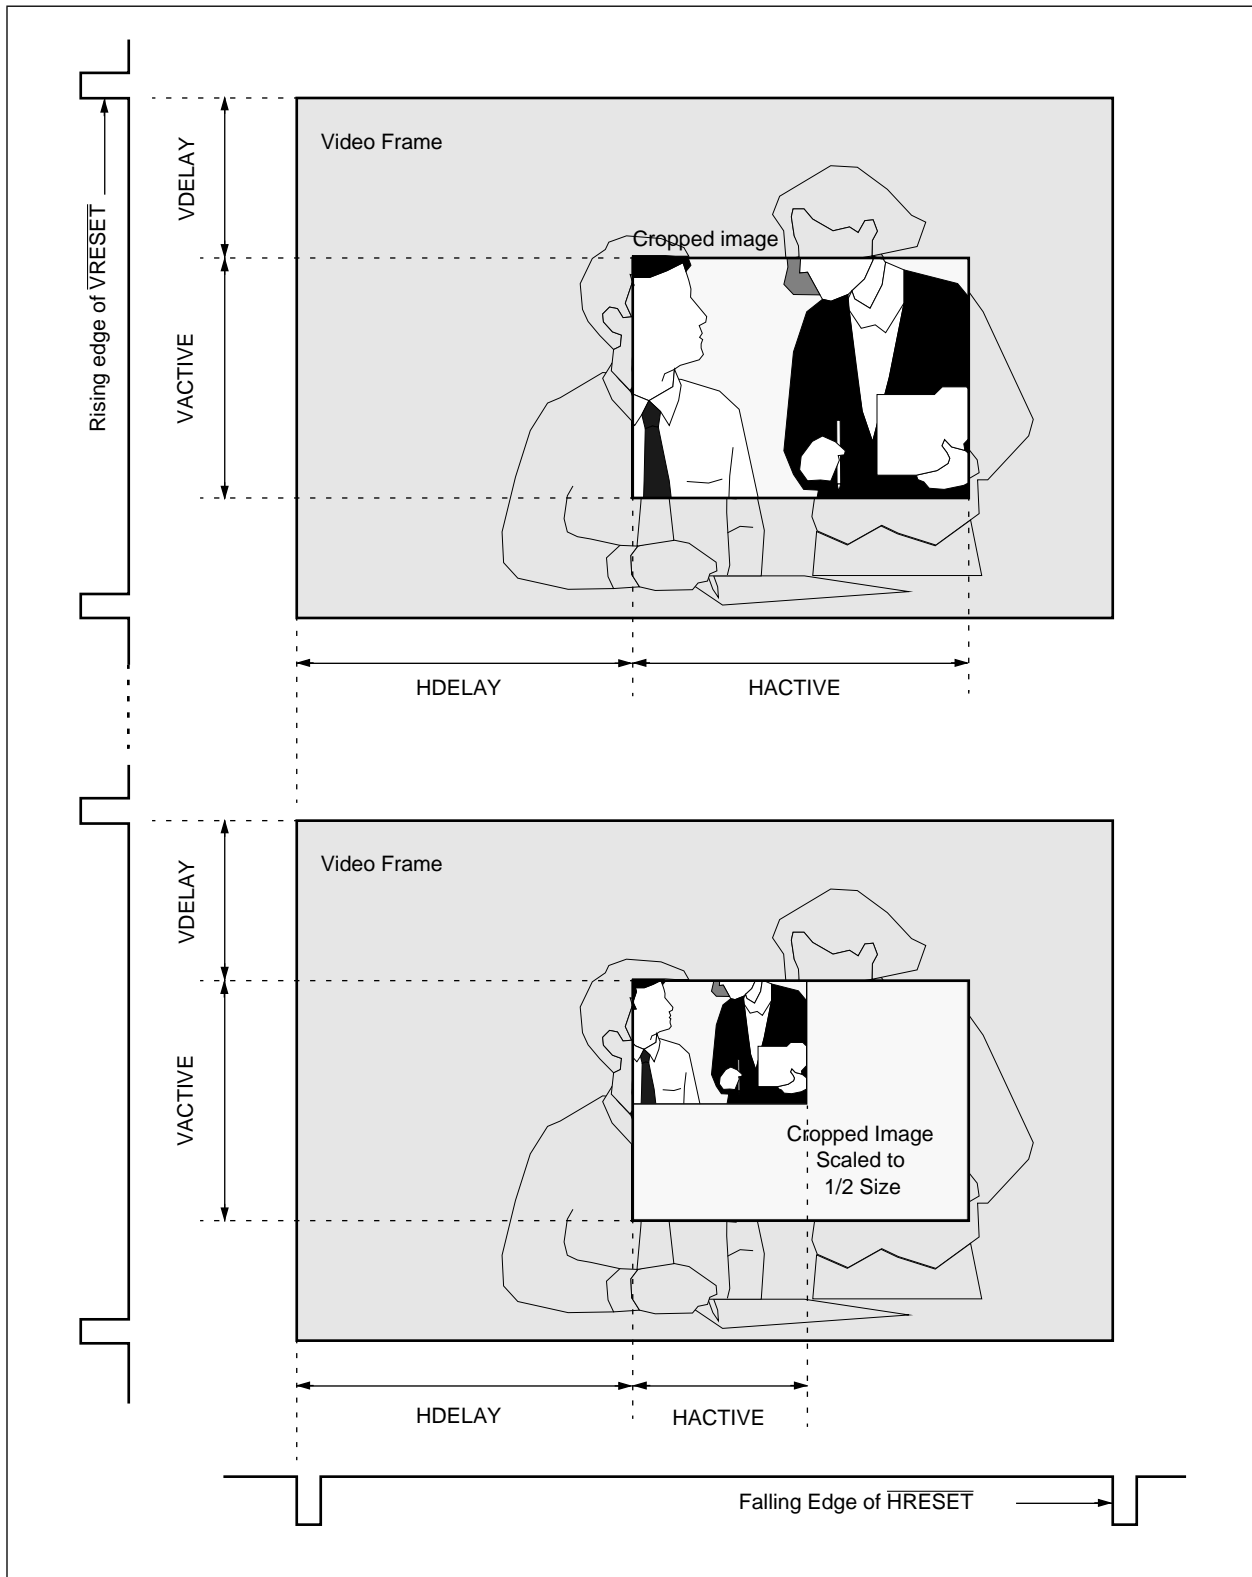 Video Frame
VDELAY
Cropped image
Rising edge of VRESET
VACTIVE
HDELAY
HACTIVE
Video Frame
VDELAY
VACTIVE
Cropped Image
Scaled to
1/2 Size
HDELAY
HACTIVE
Falling Edge of HRESET